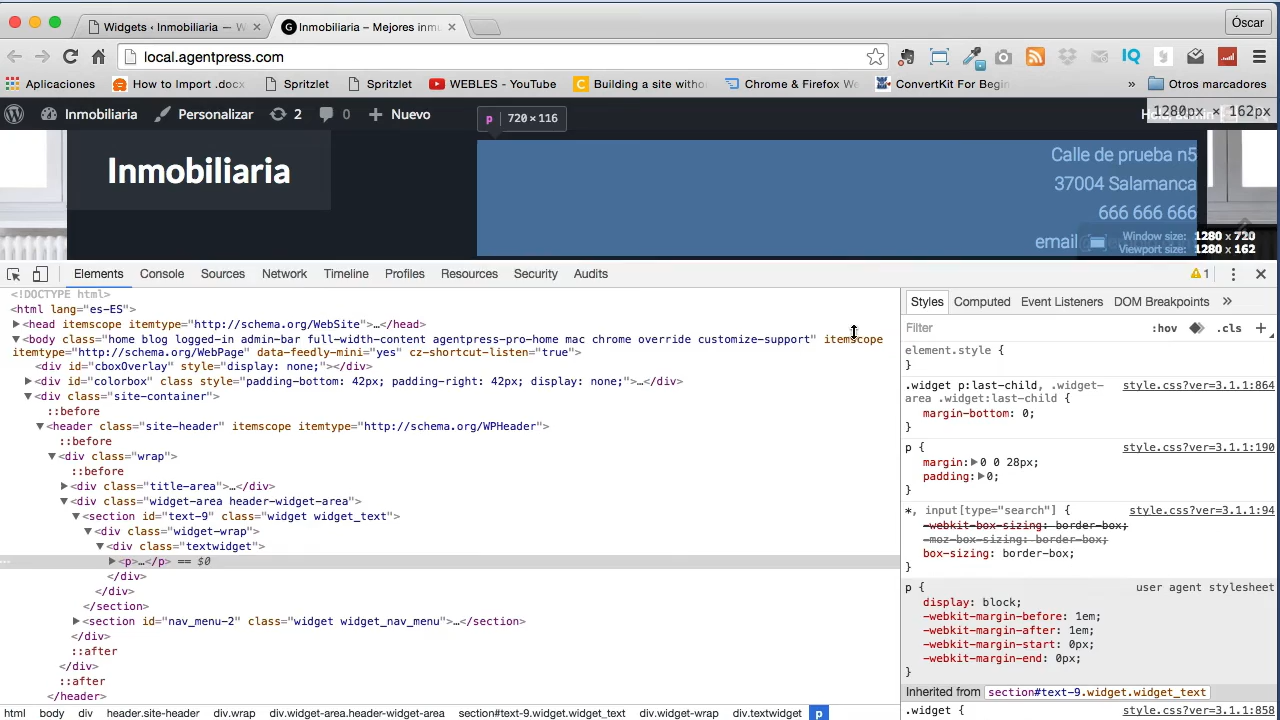 Widgets ‹ Inmobiliaria — W
Inmobiliaria – Mejores inmu
Óscar
local.agentpress.com
Aplicaciones
How to import .docx
Spritzlet
Spritzlet
WEBLES - YouTube
Building a site witho
Chrome & Firefox We
ConvertKit For Begin
»
Otros marcadores
Inmobiliaria
Personalizar
2
0
Nuevo
1280px × 162px
p 720×116
Inmobiliaria
Calle de prueba n5
37004 Salamanca
666 666 666
email
Window size: 1280 x 720
Viewport size: 1280 x 162
Elements Console Sources Network Timeline Profiles Resources Security Audits
1
<!DOCTYPE html>
<html lang="es-ES">
<head itemscope itemtype="http://schema.org/WebSite">…</head>
<body class="home blog logged-in admin-bar full-width-content agentpress-pro-home mac chrome override customize-support" itemscope
itemtype="http://schema.org/WebPage" data-feedly-mini="yes" cz-shortcut-listen="true">
<div id="cboxOverlay" style="display: none;"></div>
<div id="colorbox" class style="padding-bottom: 42px; padding-right: 42px; display: none;">…</div>
<div class="site-container">
::before
<header class="site-header" itemscope itemtype="http://schema.org/WPHeader">
::before
<div class="wrap">
::before
<div class="title-area">…</div>
<div class="widget-area header-widget-area">
<section id="text-9" class="widget widget_text">
<div class="widget-wrap">
<div class="textwidget">
<p>…</p> == $0
</div>
</div>
</section>
<section id="nav_menu-2" class="widget widget_nav_menu">…</section>
</div>
::after
</div>
::after
</header>
html body div header.site-header div.wrap div.widget-area.header-widget-area section#text-9.widget.widget_text div.widget-wrap div.textwidget p
Styles Computed Event Listeners DOM Breakpoints »
Filter :hov .cls +
element.style {
}
.widget p:last-child, .widget- style.css?ver=3.1.1:864
area .widget:last-child {
margin-bottom: 0;
}
p { style.css?ver=3.1.1:190
margin: 0 0 28px;
padding: 0;
}
*, input[type="search"] { style.css?ver=3.1.1:94
-webkit-box-sizing: border-box;
-moz-box-sizing: border-box;
box-sizing: border-box;
}
p { user agent stylesheet
display: block;
-webkit-margin-before: 1em;
-webkit-margin-after: 1em;
-webkit-margin-start: 0px;
-webkit-margin-end: 0px;
}
Inherited from section#text-9.widget.widget_text
.widget { style.css?ver=3.1.1:858